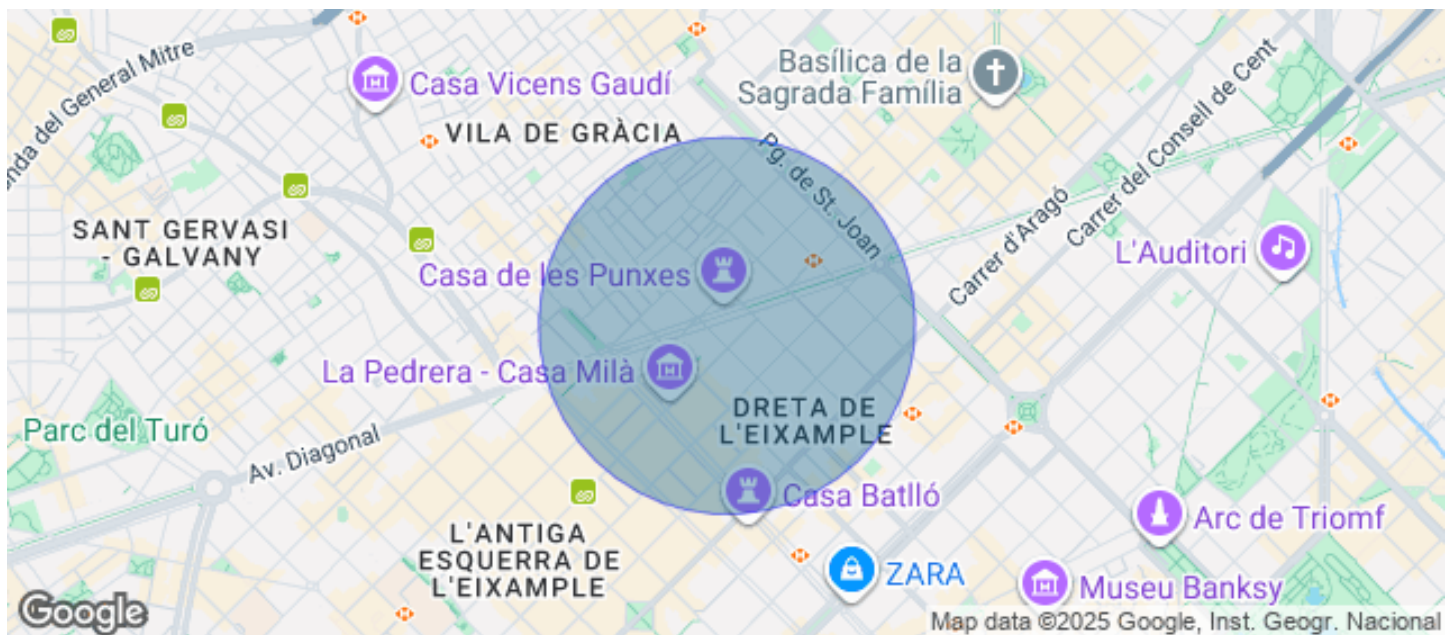 onda del General Mitre
Casa Vicens Gaudí
Basílica de la
Sagrada Família
VILA DE GRÀCIA
Pg. de St. Joan
Carrer del Consell de Cent
Carrer d'Aragó
SANT GERVASI
- GALVANY
L'Auditori
Casa de les Punxes
La Pedrera - Casa Milà
DRETA DE
L'EIXAMPLE
Parc del Turó
Av. Diagonal
Casa Batlló
L'ANTIGA
ESQUERRA DE
L'EIXAMPLE
Arc de Triomf
ZARA
Museu Banksy
Google
Map data ©2025 Google, Inst. Geogr. Nacional